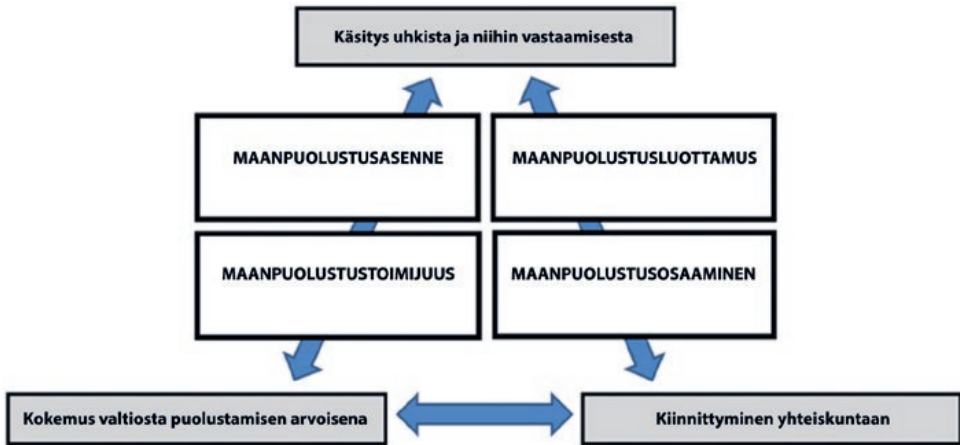 Käsitys uhkista ja niihin vastaamisesta
MAANPUOLUSTUSASENNE
MAANPUOLUSTUSLUOTTAMUS
MAANPUOLUSTUSTOIMIJUUS
MAANPUOLUSTUSOSAAMINEN
Kokemus valtiosta puolustamisen arvoisena
Kiinnittyminen yhteiskuntaan